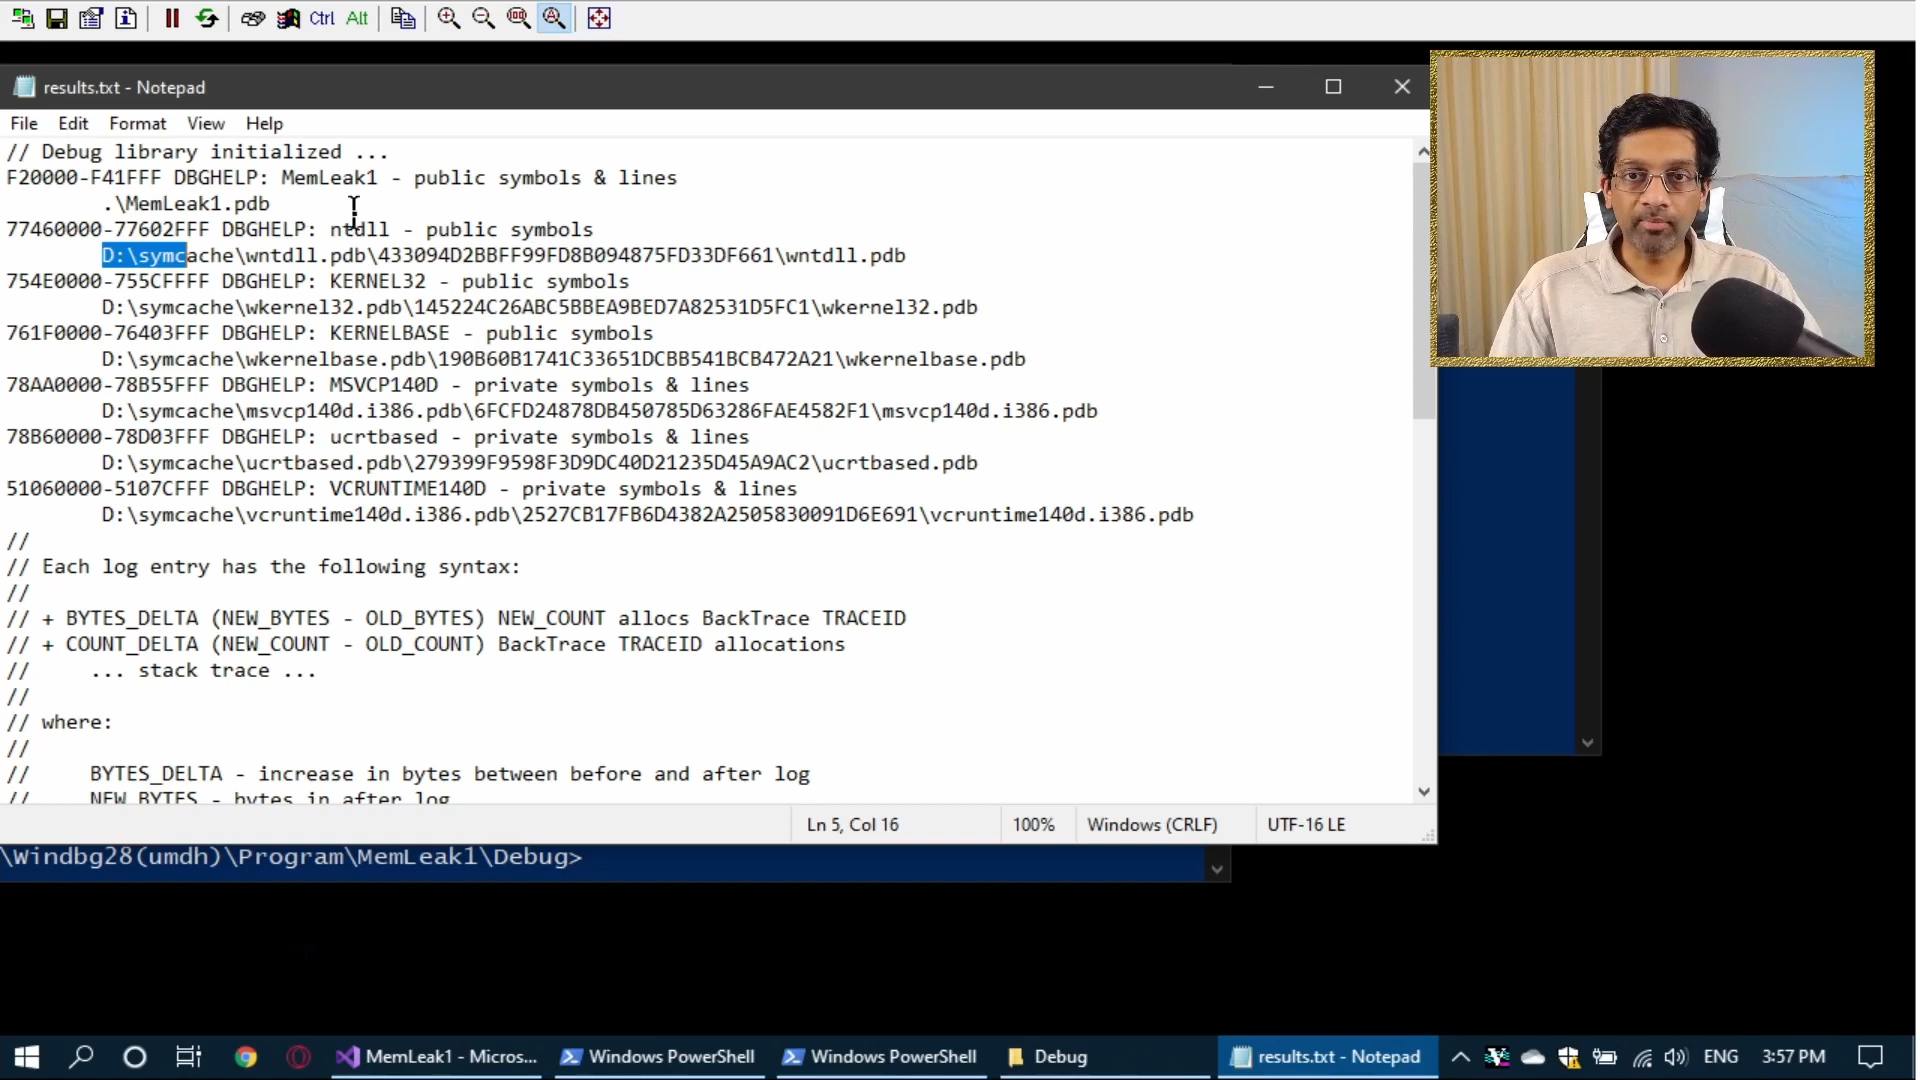 Ctrl Alt
results.txt - Notepad
File Edit Format View Help
// Debug library initialized ...
F20000-F41FFF DBGHELP: MemLeak1 - public symbols & lines
.\MemLeak1.pdb
77460000-77602FFF DBGHELP: ntdll - public symbols
D:\symcache\wntdll.pdb\433094D2BBFF99FD8B094875FD33DF661\wntdll.pdb
754E0000-755CFFFF DBGHELP: KERNEL32 - public symbols
D:\symcache\wkernel32.pdb\145224C26ABC5BBEA9BED7A82531D5FC1\wkernel32.pdb
761F0000-76403FFF DBGHELP: KERNELBASE - public symbols
D:\symcache\wkernelbase.pdb\190B60B1741C33651DCBB541BCB472A21\wkernelbase.pdb
78AA0000-78B55FFF DBGHELP: MSVCP140D - private symbols & lines
D:\symcache\msvcp140d.i386.pdb\6FCFD24878DB450785D63286FAE4582F1\msvcp140d.i386.pdb
78B60000-78D03FFF DBGHELP: ucrtbased - private symbols & lines
D:\symcache\ucrtbased.pdb\279399F9598F3D9DC40D21235D45A9AC2\ucrtbased.pdb
51060000-5107CFFF DBGHELP: VCRUNTIME140D - private symbols & lines
D:\symcache\vcruntime140d.i386.pdb\2527CB17FB6D4382A2505830091D6E691\vcruntime140d.i386.pdb
//
// Each log entry has the following syntax:
//
// + BYTES_DELTA (NEW_BYTES - OLD_BYTES) NEW_COUNT allocs BackTrace TRACEID
// + COUNT_DELTA (NEW_COUNT - OLD_COUNT) BackTrace TRACEID allocations
// ... stack trace ...
//
// where:
//
// BYTES_DELTA - increase in bytes between before and after log
// NEW_BYTES - bytes in after log
Ln 5, Col 16 100% Windows (CRLF) UTF-16 LE
\Windbg28(umdh)\Program\MemLeak1\Debug>
MemLeak1 - Micros... Windows PowerShell Windows PowerShell Debug results.txt - Notepad ENG 3:57 PM